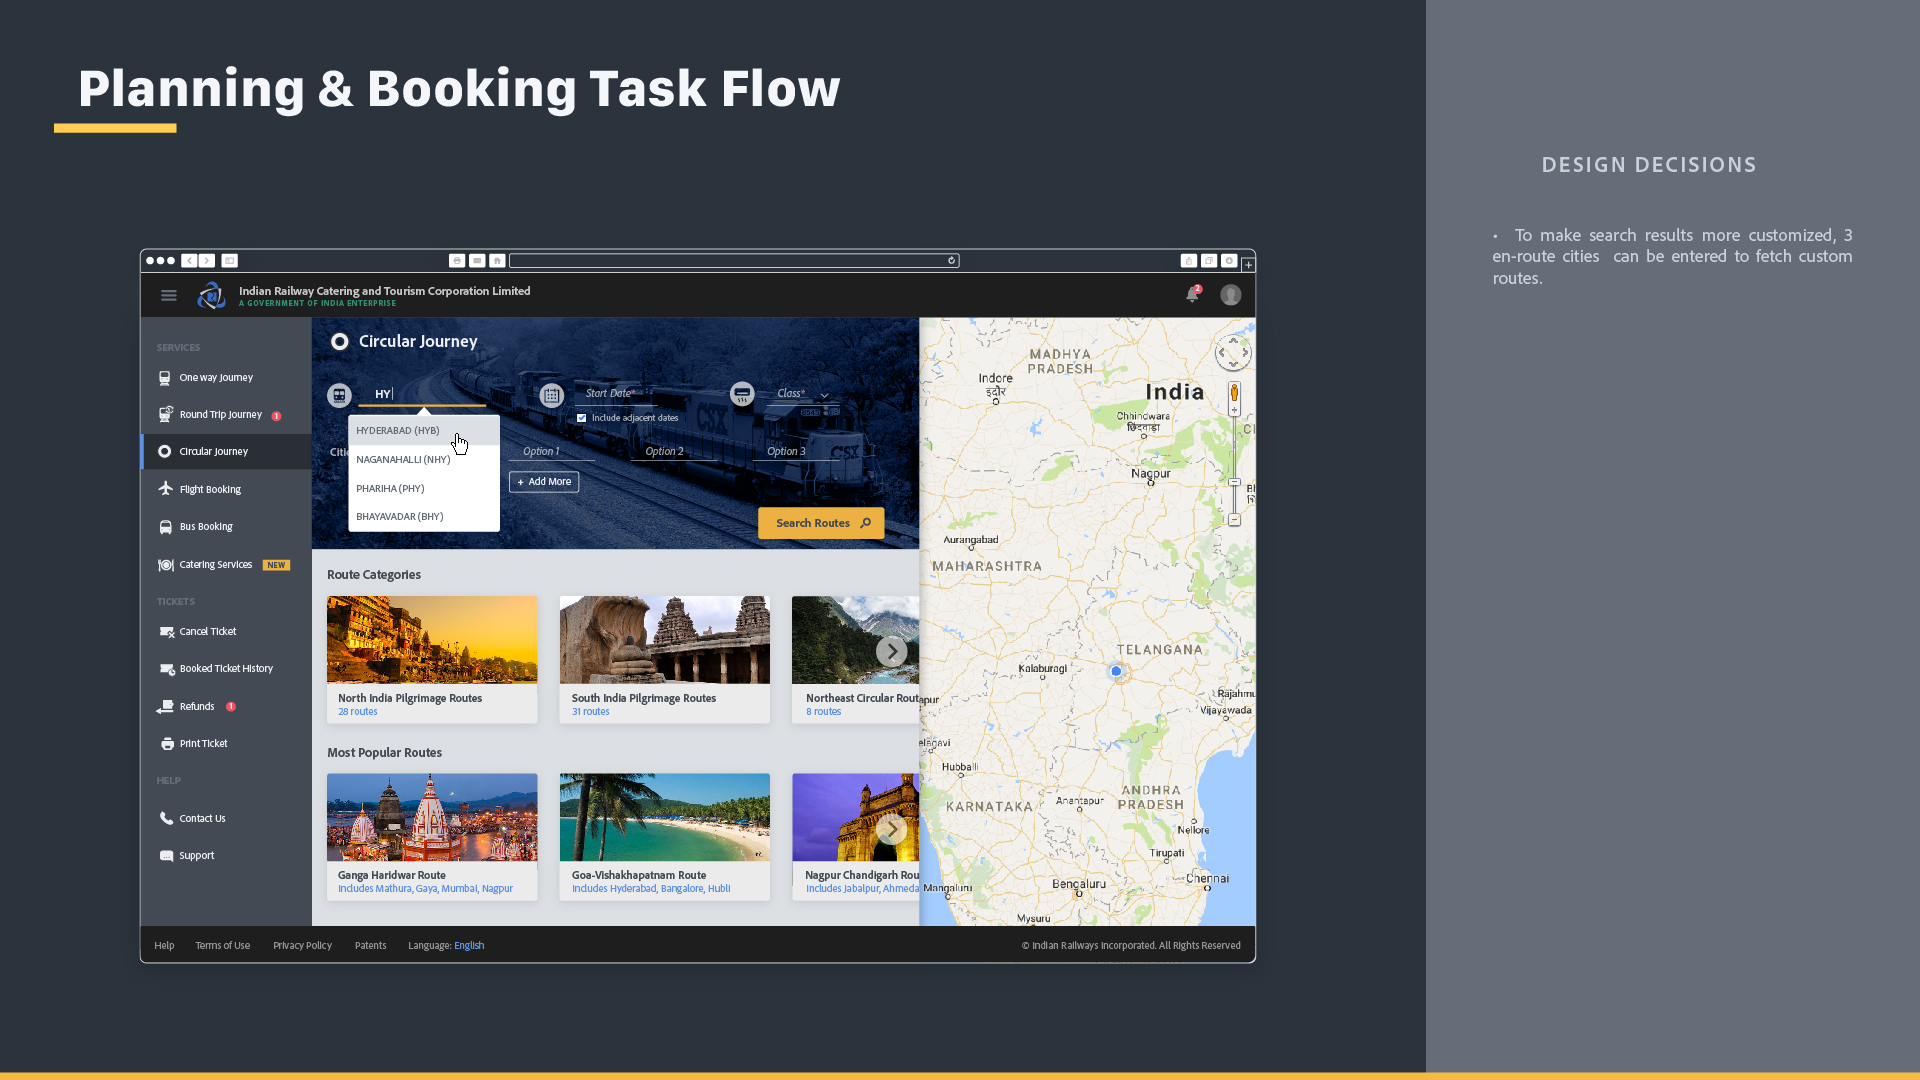 Planning & Booking Task Flow
DESIGN DECISIONS
• To make search results more customized, 3
en-route cities can be entered to fetch custom
routes.
Indian Railway Catering and Tourism Corporation Limited
A GOVERNMENT OF INDIA ENTERPRISE
2
SERVICES
One way Journey
Round Trip Journey 1
Circular Journey
Flight Booking
Bus Booking
Catering Services NEW
TICKETS
Cancel Ticket
Booked Ticket History
Refunds 1
Print Ticket
HELP
Contact Us
Support
Circular Journey
HY
Start Date*
Class*
Include adjacent dates
HYDERABAD (HYB)
NAGANAHALLI (NHY)
PHARIHA (PHY)
BHAYAVADAR (BHY)
Citi
Option 1
Option 2
Option 3
+ Add More
Search Routes
CSX
CSX
Route Categories
North India Pilgrimage Routes
28 routes
South India Pilgrimage Routes
31 routes
Northeast Circular Rout
8 routes
Most Popular Routes
Ganga Haridwar Route
Includes Mathura, Gaya, Mumbai, Nagpur
Goa-Vishakhapatnam Route
Includes Hyderabad, Bangalore, Hubli
Nagpur Chandigarh Rou
Includes Jabalpur, Ahmeda
MADHYA
PRADESH
Indore
इंदौर
India
Chhindwara
छिंदवाड़ा
Nagpur
Aurangabad
MAHARASHTRA
TELANGANA
Kalaburagi
apur
Rajahmu
Vijayawada
elagavi
Hubballi
KARNATAKA
Anantapur
ANDHRA
PRADESH
Nellore
Tirupati
Chennai
Bengaluru
Mangaluru
Mysuru
Help
Terms of Use
Privacy Policy
Patents
Language: English
© Indian Railways Incorporated. All Rights Reserved